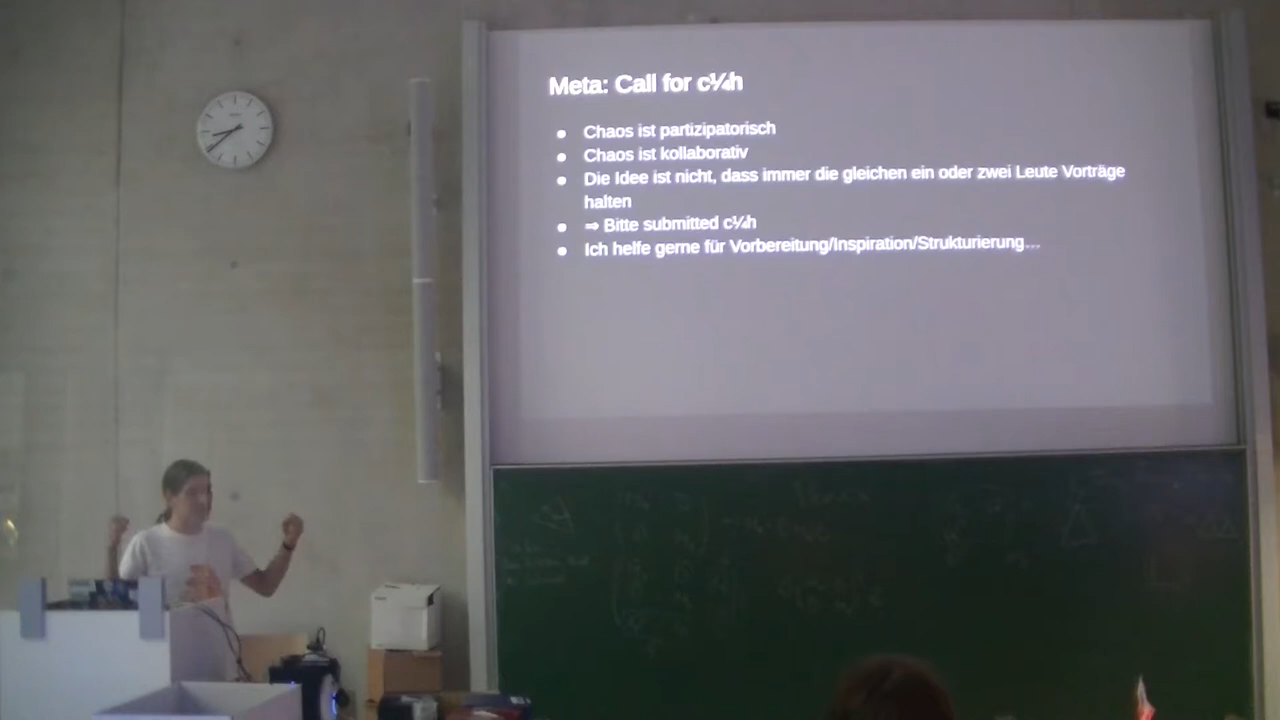 Meta: Call for c¼h
● Chaos ist partizipatorisch
● Chaos ist kollaborativ
● Die Idee ist nicht, dass immer die gleichen ein oder zwei Leute Vorträge
halten
● ⇒ Bitte submitted c¼h
● Ich helfe gerne für Vorbereitung/Inspiration/Strukturierung…